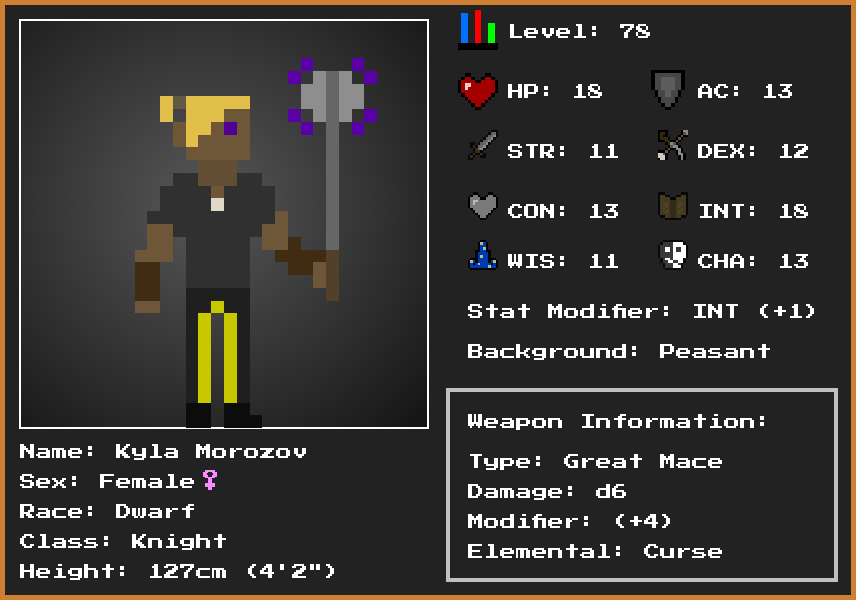 Level: 78
HP: 18
AC: 13
STR: 11
DEX: 12
CON: 13
INT: 18
WIS: 11
CHA: 13
Stat Modifier: INT (+1)
Background: Peasant
Weapon Information:
Type: Great Mace
Damage: d6
Modifier: (+4)
Elemental: Curse
Name: Kyla Morozov
Sex: Female♀
Race: Dwarf
Class: Knight
Height: 127cm (4'2")